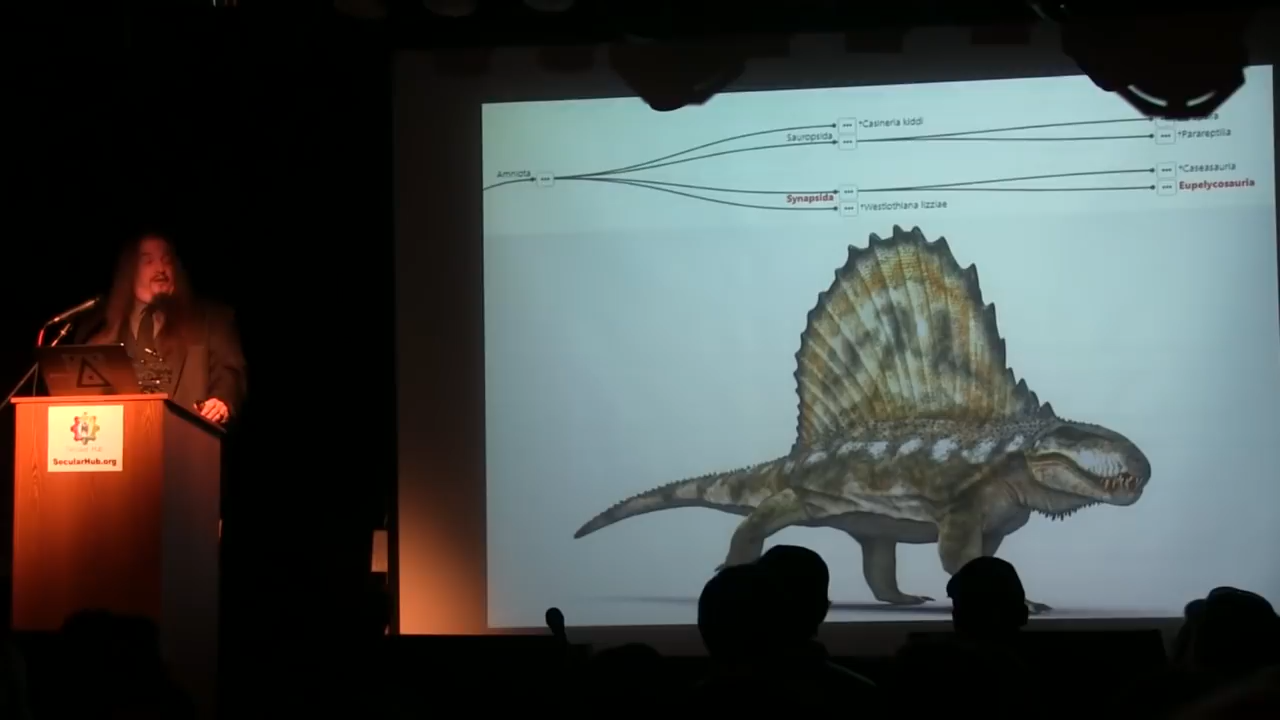 †Casineria kiddi
Sauropsida
†Parareptilia
Amniota
†Caseasauria
Synapsida
Eupelycosauria
†Westlothiana lizziae
SecularHub.org